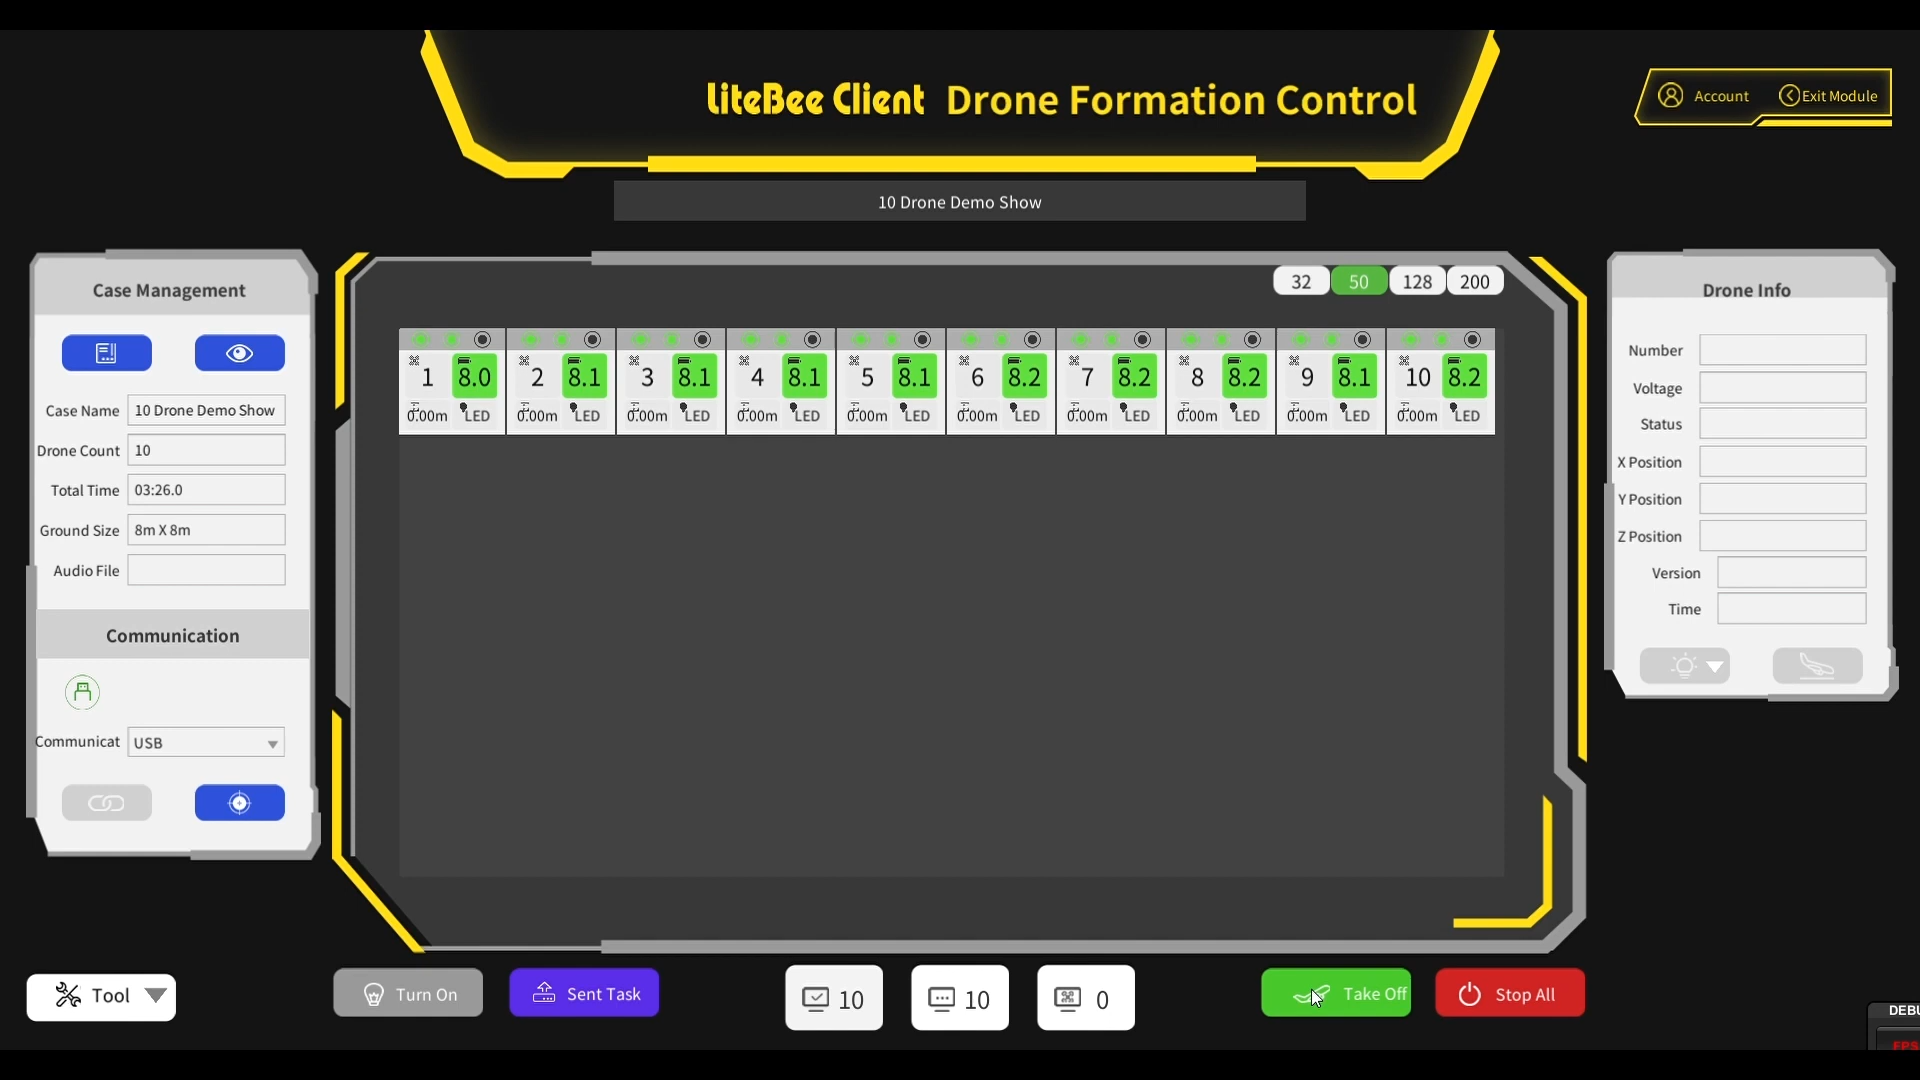 LiteBee Client Drone Formation Control
Account
Exit Module
10 Drone Demo Show
Case Management
Case Name 10 Drone Demo Show
Drone Count 10
Total Time 03:26.0
Ground Size 8m X 8m
Audio File
Communication
Communicat USB
32 50 128 200
1 8.0 2 8.1 3 8.1 4 8.1 5 8.1 6 8.2 7 8.2 8 8.2 9 8.1 10 8.2
0.00m LED 0.00m LED 0.00m LED 0.00m LED 0.00m LED 0.00m LED 0.00m LED 0.00m LED 0.00m LED 0.00m LED
Drone Info
Number
Voltage
Status
X Position
Y Position
Z Position
Version
Time
Tool
Turn On
Sent Task
10
10
0
Take Off
Stop All
DEBU
FPS